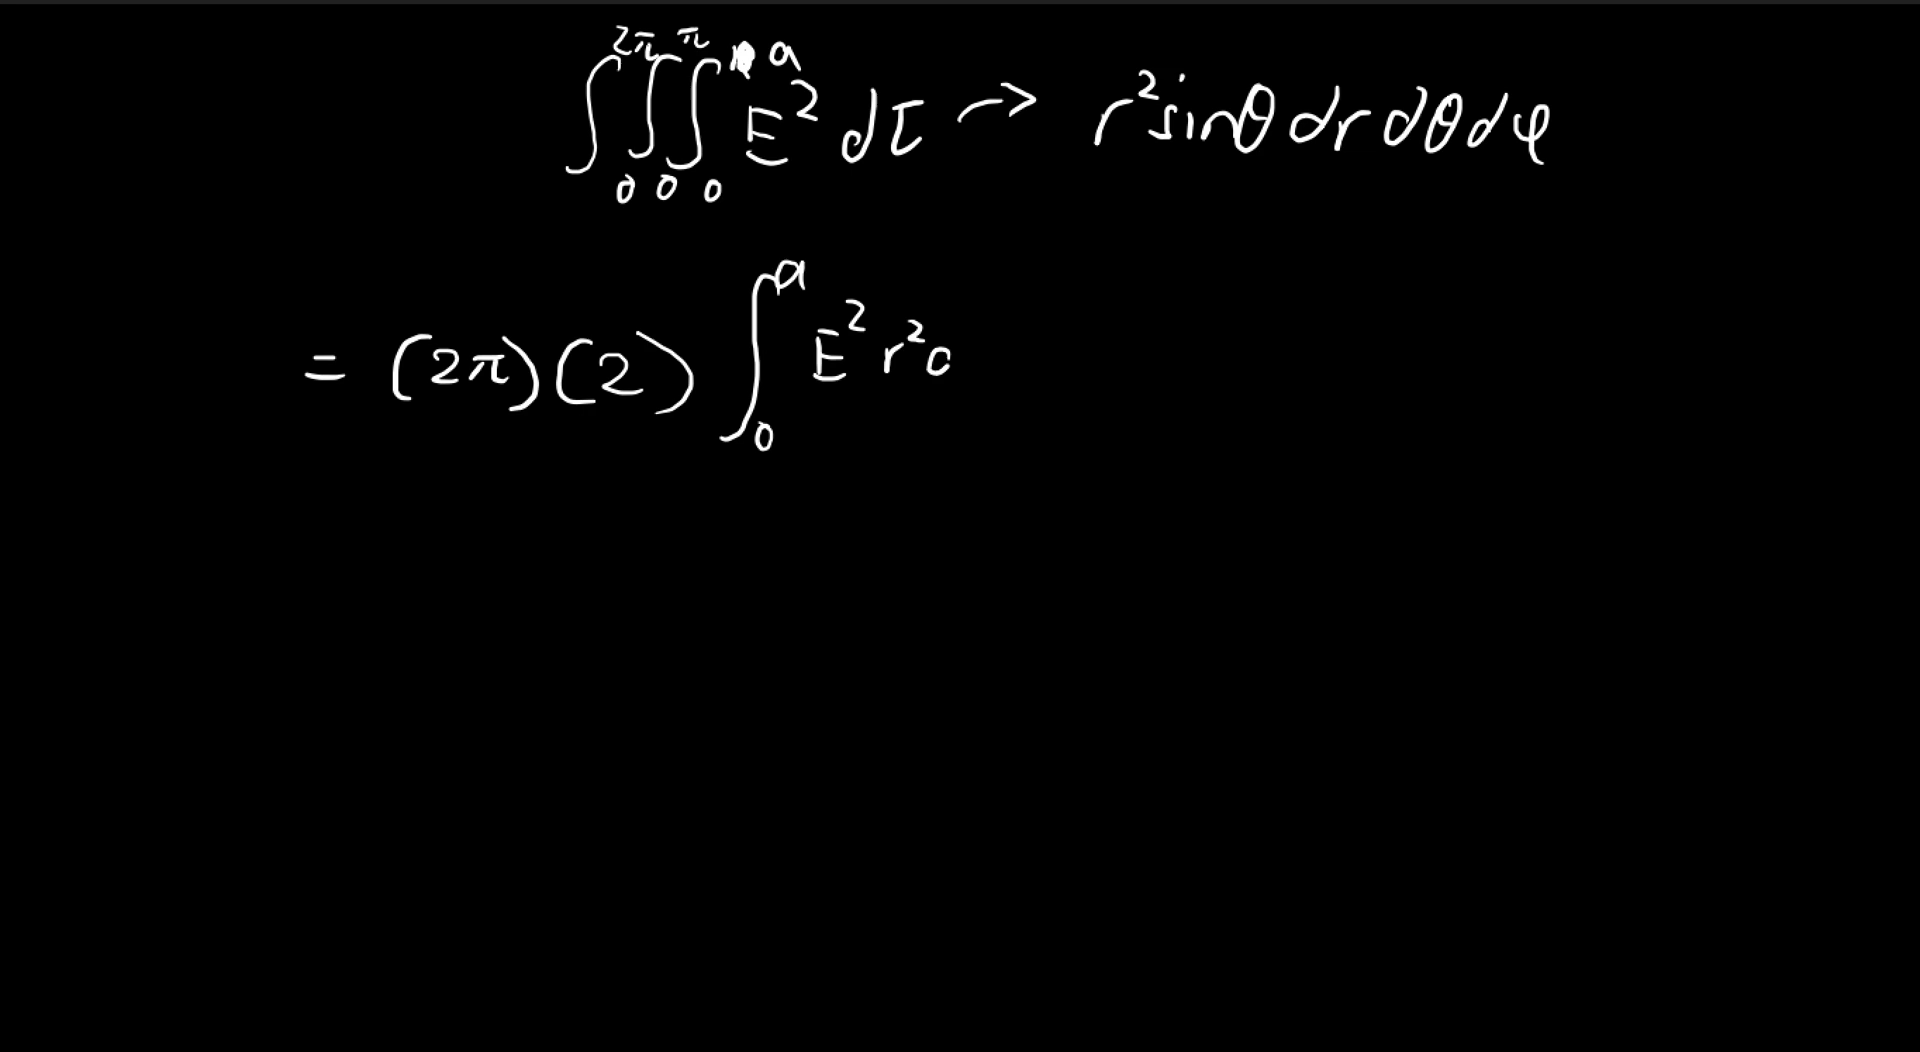 ∫₀^2π ∫₀^π ∫₀^a E² dτ → r² sinθ dr dθ dφ
= (2π)(2) ∫₀^a E² r²